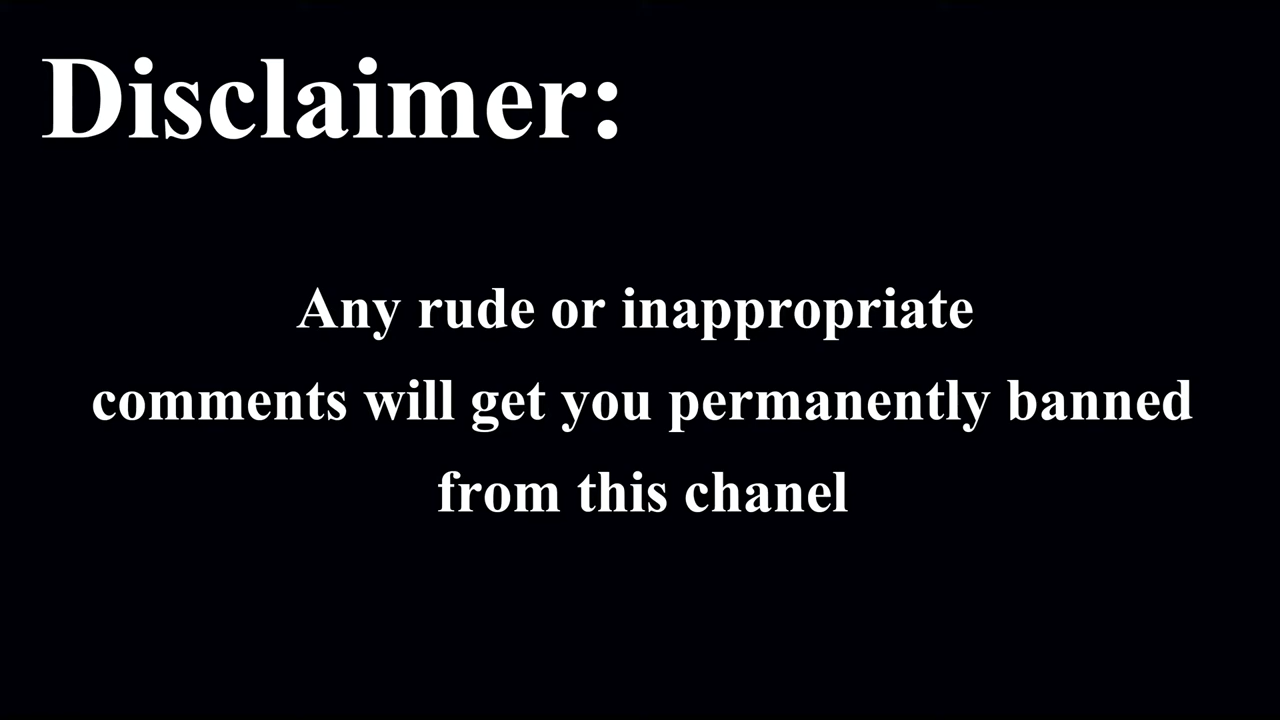 Disclaimer:
Any rude or inappropriate
comments will get you permanently banned
from this chanel